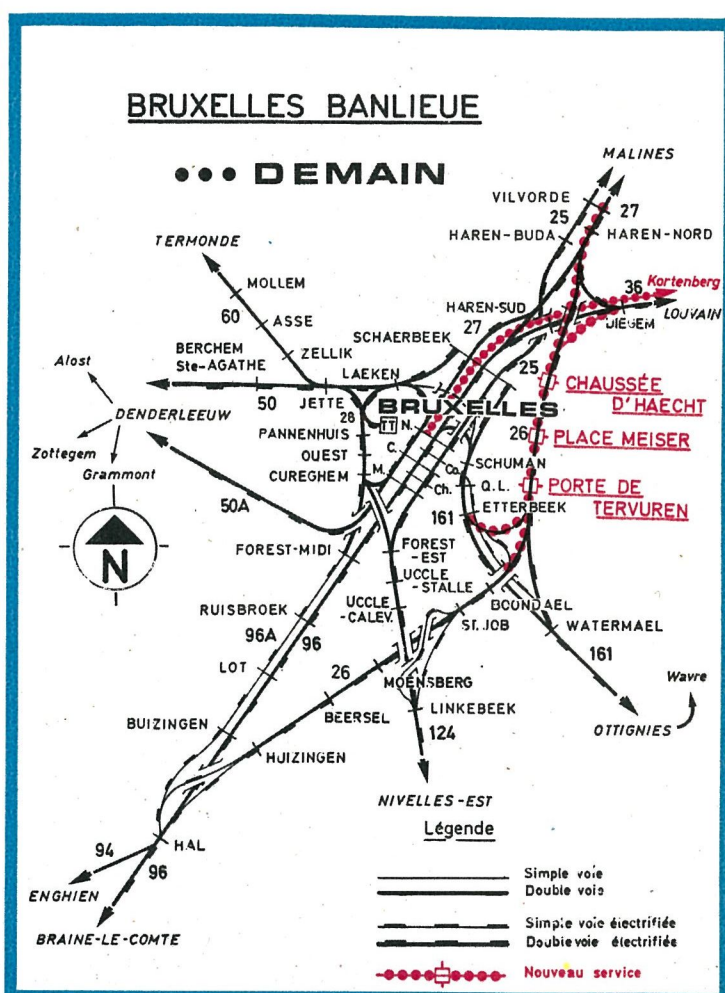 BRUXELLES BANLIEUE
••• DEMAIN
MALINES
VILVORDE
25
27
HAREN-BUDA
HAREN-NORD
TERMONDE
MOLLEM
60
ASSE
ZELLIK
HAREN-SUD
36
Kortenberg
LOUVAIN
DIEGEM
27
SCHAERBEEK
25
BERCHEM
Ste-AGATHE
LAEKEN
Alost
50
JETTE
28
BRUXELLES
CHAUSSÉE
D'HAECHT
DENDERLEEUW
TT
N.
PANNENHUIS
C.
26
PLACE MEISER
Zottegem
OUEST
Co.
SCHUMAN
Grammont
CUREGHEM
M.
Ch.
Q.L.
PORTE DE
TERVUREN
50A
161
ETTERBEEK
N
FOREST-MIDI
FOREST
-EST
UCCLE
-STALLE
RUISBROEK
UCCLE
-CALEV.
BOONDAEL
ST. JOB
WATERMAEL
96A
96
161
LOT
26
MOENSBERG
Wavre
BUIZINGEN
BEERSEL
LINKEBEEK
HUIZINGEN
124
OTTIGNIES
NIVELLES-EST
HAL
94
96
ENGHIEN
BRAINE-LE-COMTE
Légende
Simple voie
Double voie
Simple voie électrifiée
Double voie électrifiée
Nouveau service